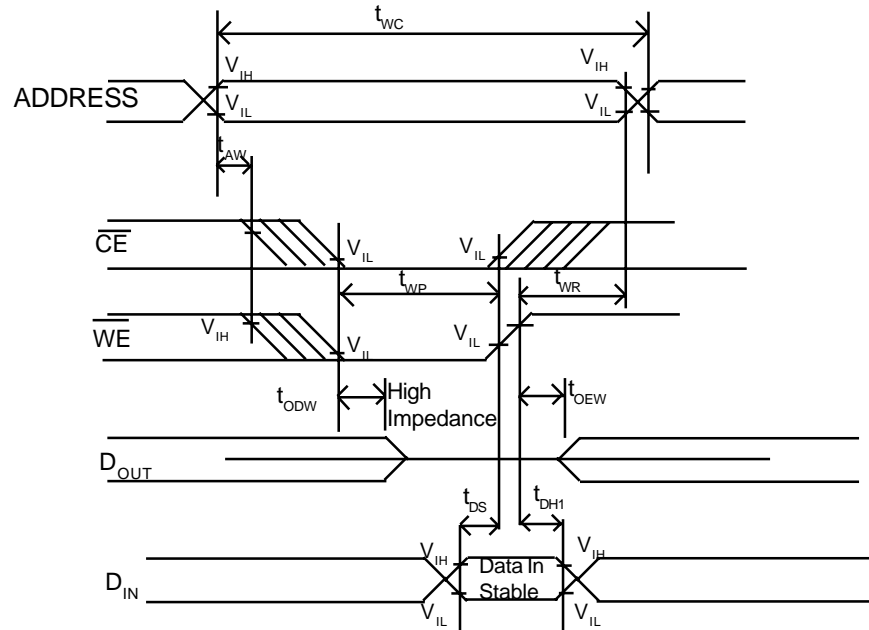 tWC
VIH VIH
ADDRESS VIL VIL
tAW
CE VIL VIL
tWP tWR
WE VIH VIL VIL
tODW High Impedance tOEW
DOUT
tDS tDH1
VIH Data In Stable VIH
DIN
VIL VIL